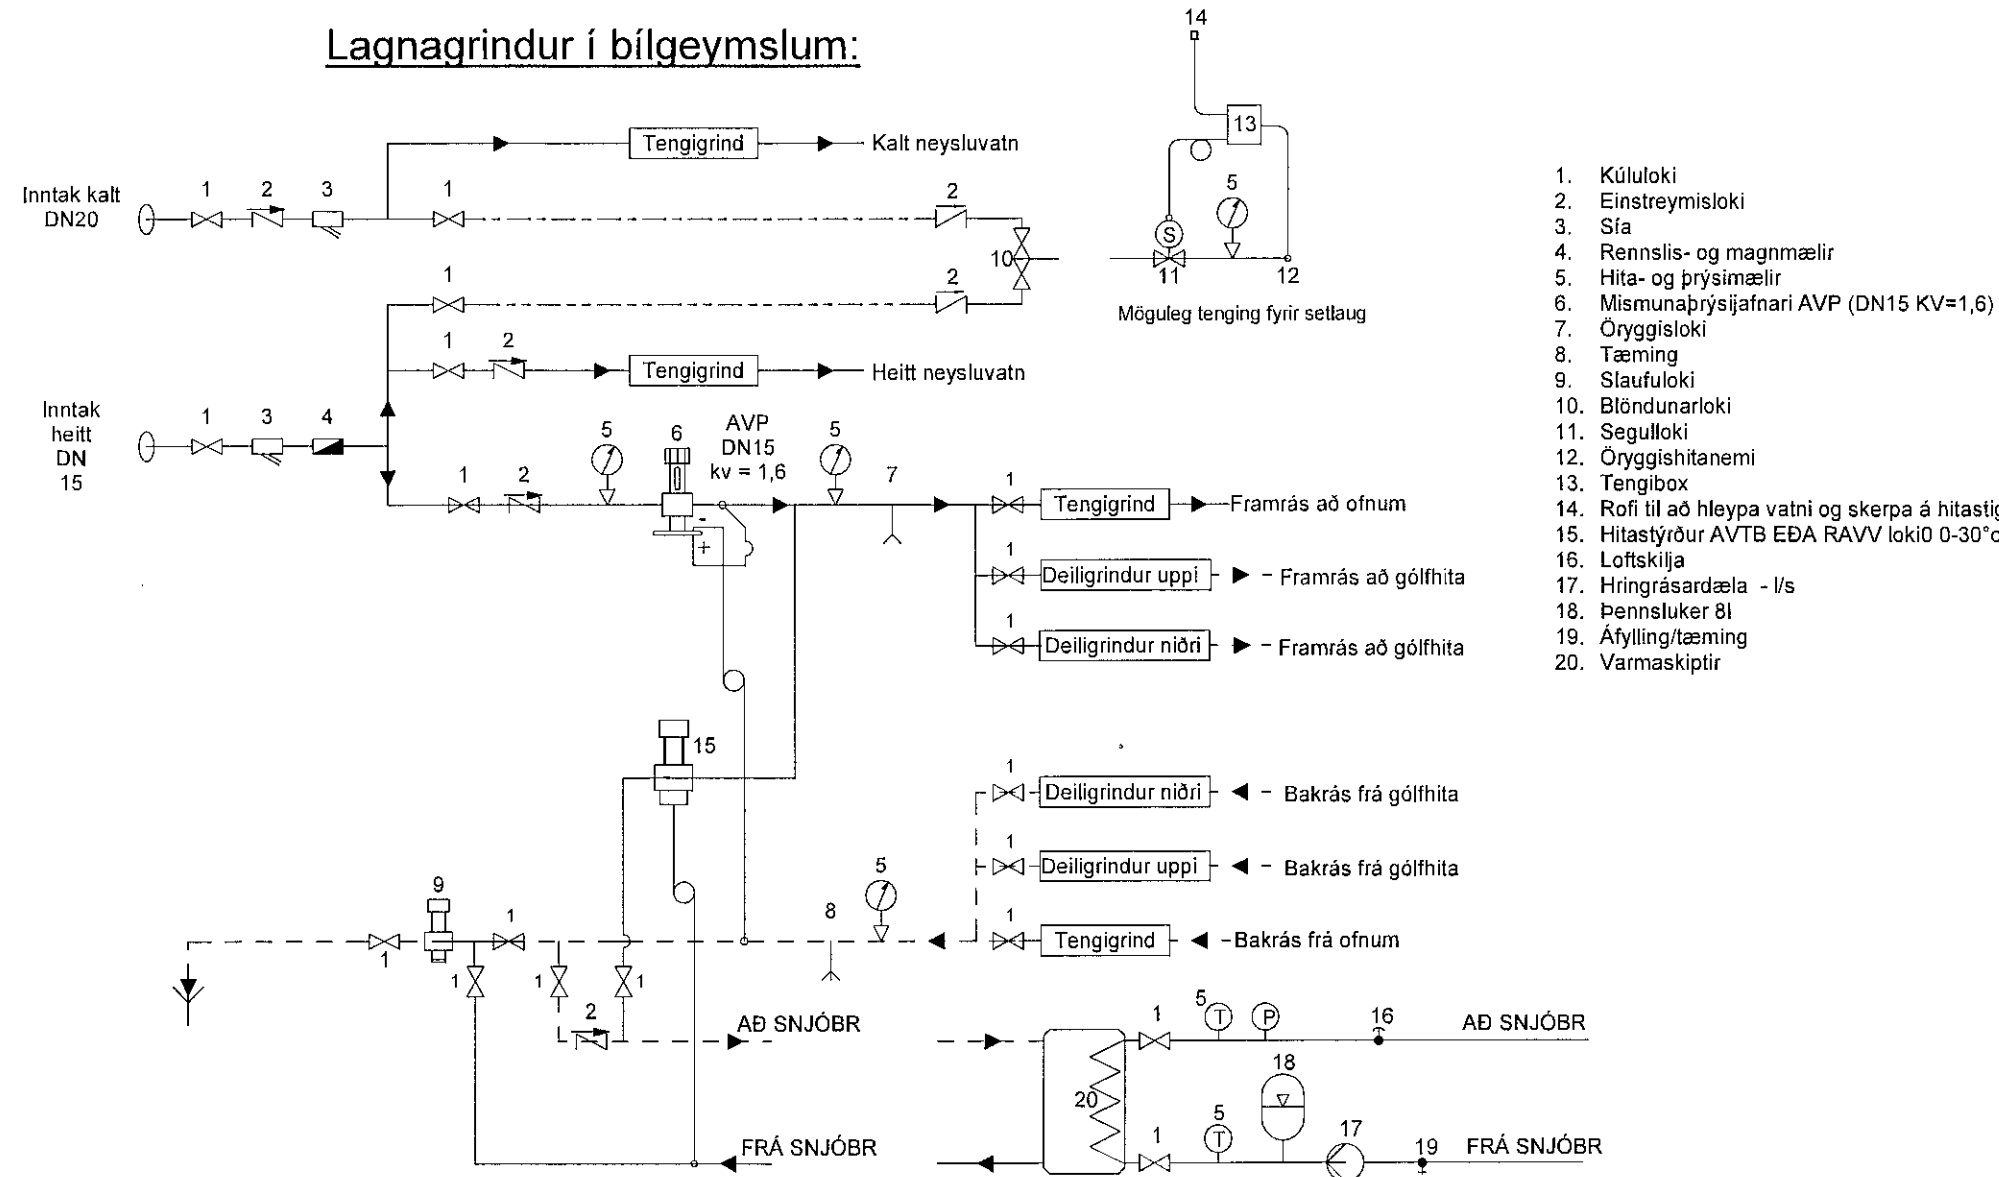 Lagnagrindur í bílgeymslum:
14
13
5
S
10
11
12
Möguleg tenging fyrir setlaug
Inntak kalt
DN20
1
2
3
1
2
Tengigrind
Kalt neysluvatn
1
2
1
2
Tengigrind
Heitt neysluvatn
Inntak
heitt
DN
15
1
3
4
1
2
5
6
AVP
DN15
kv = 1,6
5
7
-
+
1
Tengigrind
Framrás að ofnum
1
Deiligrindur uppi
Framrás að gólfhita
1
Deiligrindur niðri
Framrás að gólfhita
15
1
Deiligrindur niðri
Bakrás frá gólfhita
1
Deiligrindur uppi
Bakrás frá gólfhita
1
Tengigrind
Bakrás frá ofnum
9
1
1
8
5
1
1
1
2
AÐ SNJÓBR
FRÁ SNJÓBR
20
1
5
T
P
16
AÐ SNJÓBR
18
1
5
T
17
19
FRÁ SNJÓBR
1. Kúluloki
2. Einstreymisloki
3. Sía
4. Rennslis- og magnmælir
5. Hita- og þrýsimælir
6. Mismunaþrýsijafnari AVP (DN15 KV=1,6)
7. Öryggisloki
8. Tæming
9. Slaufuloki
10. Blöndunarloki
11. Segulloki
12. Öryggishitanemi
13. Tengibox
14. Rofi til að hleypa vatni og skerpa á hitastig
15. Hitastýrður AVTB EÐA RAVV loki0 0-30°c
16. Loftskilja
17. Hringrásardæla - l/s
18. Þennsluker 8l
19. Áfylling/tæming
20. Varmaskiptir